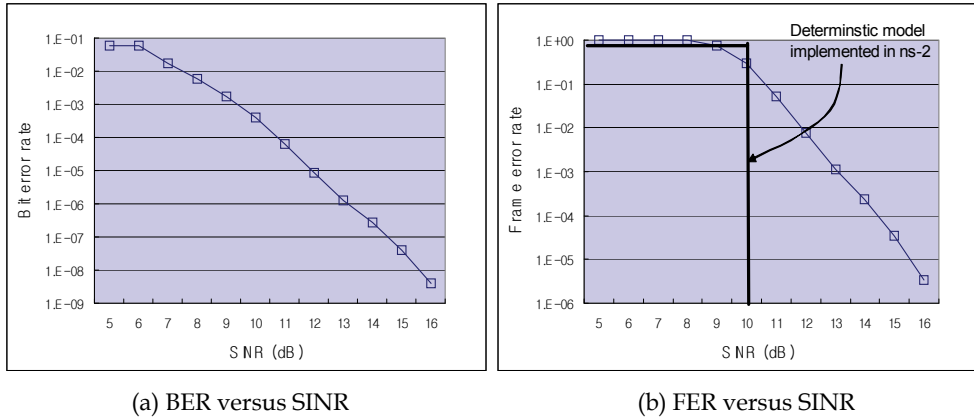 1.E-01
1.E-02
1.E-03
1.E-04
1.E-05
1.E-06
1.E-07
1.E-08
1.E-09
Bit error rate
5 6 7 8 9 10 11 12 13 14 15 16
SINR (dB)
(a) BER versus SINR
Determinstic model
implemented in ns-2
1.E+00
1.E-01
1.E-02
1.E-03
1.E-04
1.E-05
1.E-06
Frame error rate
5 6 7 8 9 10 11 12 13 14 15 16
SINR (dB)
(b) FER versus SINR